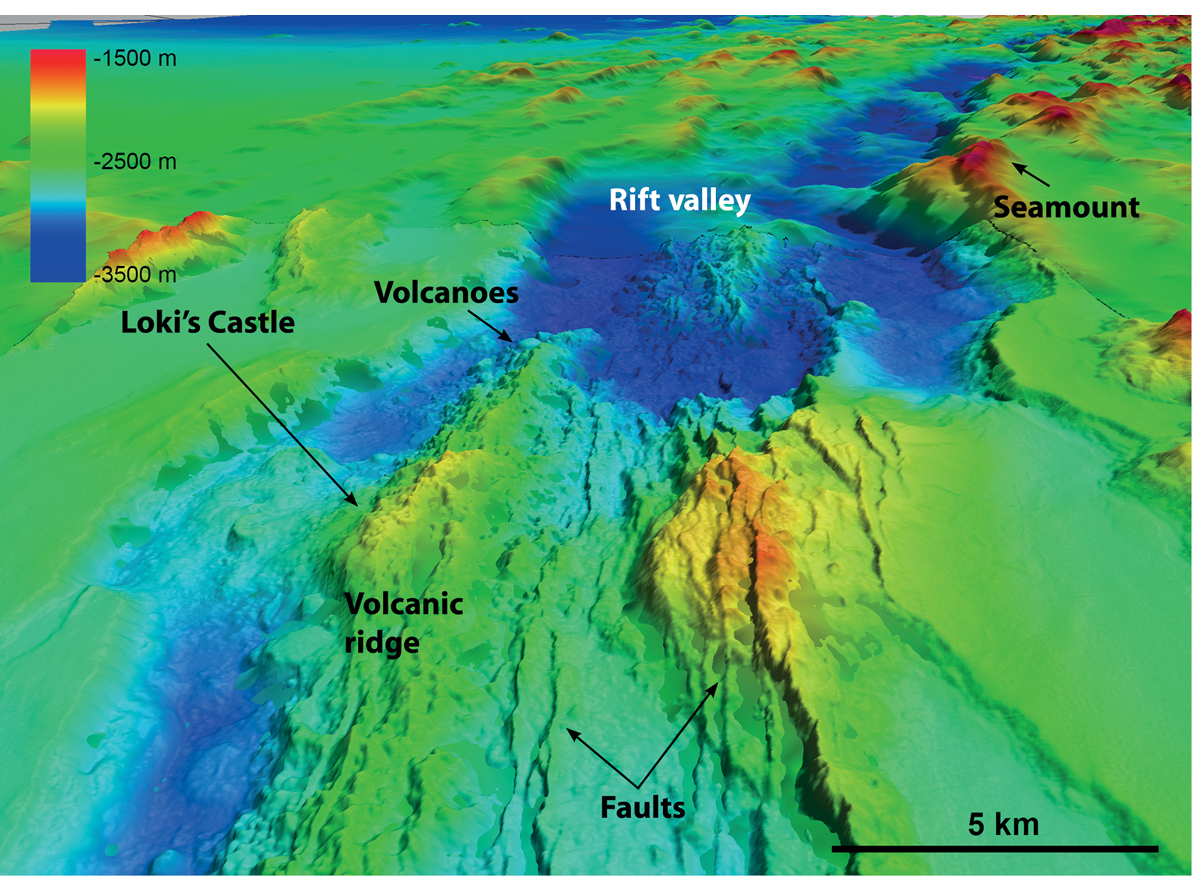 -1500 m
-2500 m
-3500 m
Rift valley
Seamount
Volcanoes
Loki’s Castle
Volcanic
ridge
Faults
5 km